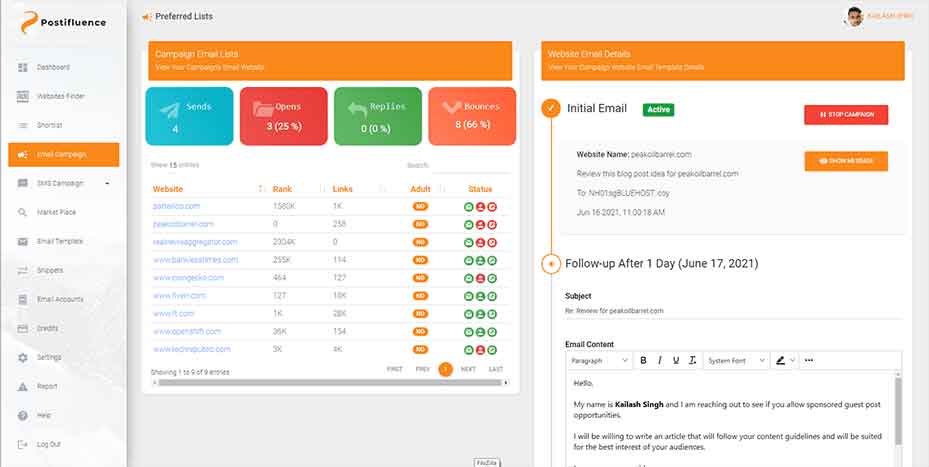 Postifluence
Dashboard
Websites Finder
Shortlist
Email Campaign
SMS Campaign
Market Place
Email Template
Snippets
Email Accounts
Credits
Settings
Report
Help
Log Out
Preferred Lists
KAILASH (PRO)
Campaign Email Lists
View Your Campaigns Email Website
Sends
4
Opens
3 (25 %)
Replies
0 (0 %)
Bounces
8 (66 %)
Show 15 entries
Search:
Website Rank Links Adult Status
1580K 1K NO
peakoilbarrel.com 0 258 NO
2304K 0 NO
www.banklesstimes.com 255K 114 NO
www.coingecko.com 464 127 NO
www.fiverr.com 127 18K NO
www.ft.com 1K 28K NO
www.openshift.com 36K 154 NO
www.techrepublic.com 3K 4K NO
Showing 1 to 9 of 9 entries
FIRST PREV 1 NEXT LAST
Website Email Details
View Your Campaign Website Email Template Details
Initial Email Active
STOP CAMPAIGN
Website Name: peakoilbarrel.com
SHOW MESSAGE
Review this blog post idea for peakoilbarrel.com
To: NH01.sgBLUEHOST.
Jun 16 2021, 11:00:18 AM
Follow-up After 1 Day (June 17, 2021)
Subject
Re: Review for peakoilbarrel.com
Email Content
Paragraph B I U T System Font
Hello,
My name is Kailash Singh and I am reaching out to see if you allow sponsored guest post
opportunities.
I will be willing to write an article that will follow your content guidelines and will be suited
for the best interest of your audiences.
FileZilla